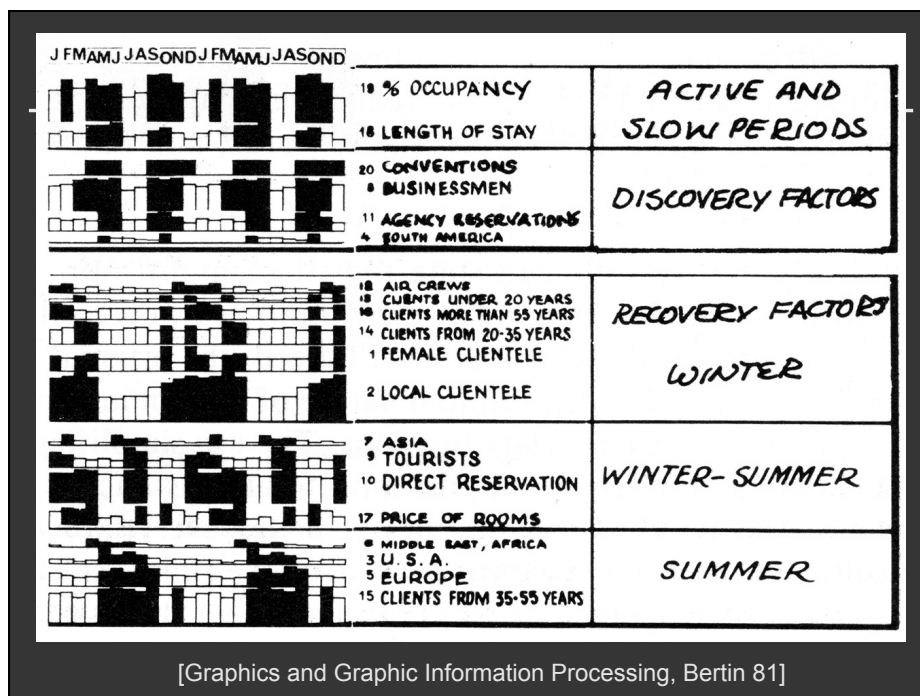 J FMAMJ JASOND J FMAMJ JASOND
19 % OCCUPANCY
18 LENGTH OF STAY
ACTIVE AND
SLOW PERIODS
20 CONVENTIONS
8 BUSINESSMEN
11 AGENCY RESERVATIONS
4 SOUTH AMERICA
DISCOVERY FACTORS
12 AIR CREWS
13 CLIENTS UNDER 20 YEARS
16 CLIENTS MORE THAN 55 YEARS
14 CLIENTS FROM 20-35 YEARS
1 FEMALE CLIENTELE
2 LOCAL CLIENTELE
RECOVERY FACTORS
WINTER
7 ASIA
9 TOURISTS
10 DIRECT RESERVATION
17 PRICE OF ROOMS
WINTER-SUMMER
6 MIDDLE EAST, AFRICA
3 U.S.A.
5 EUROPE
15 CLIENTS FROM 35-55 YEARS
SUMMER
[Graphics and Graphic Information Processing, Bertin 81]